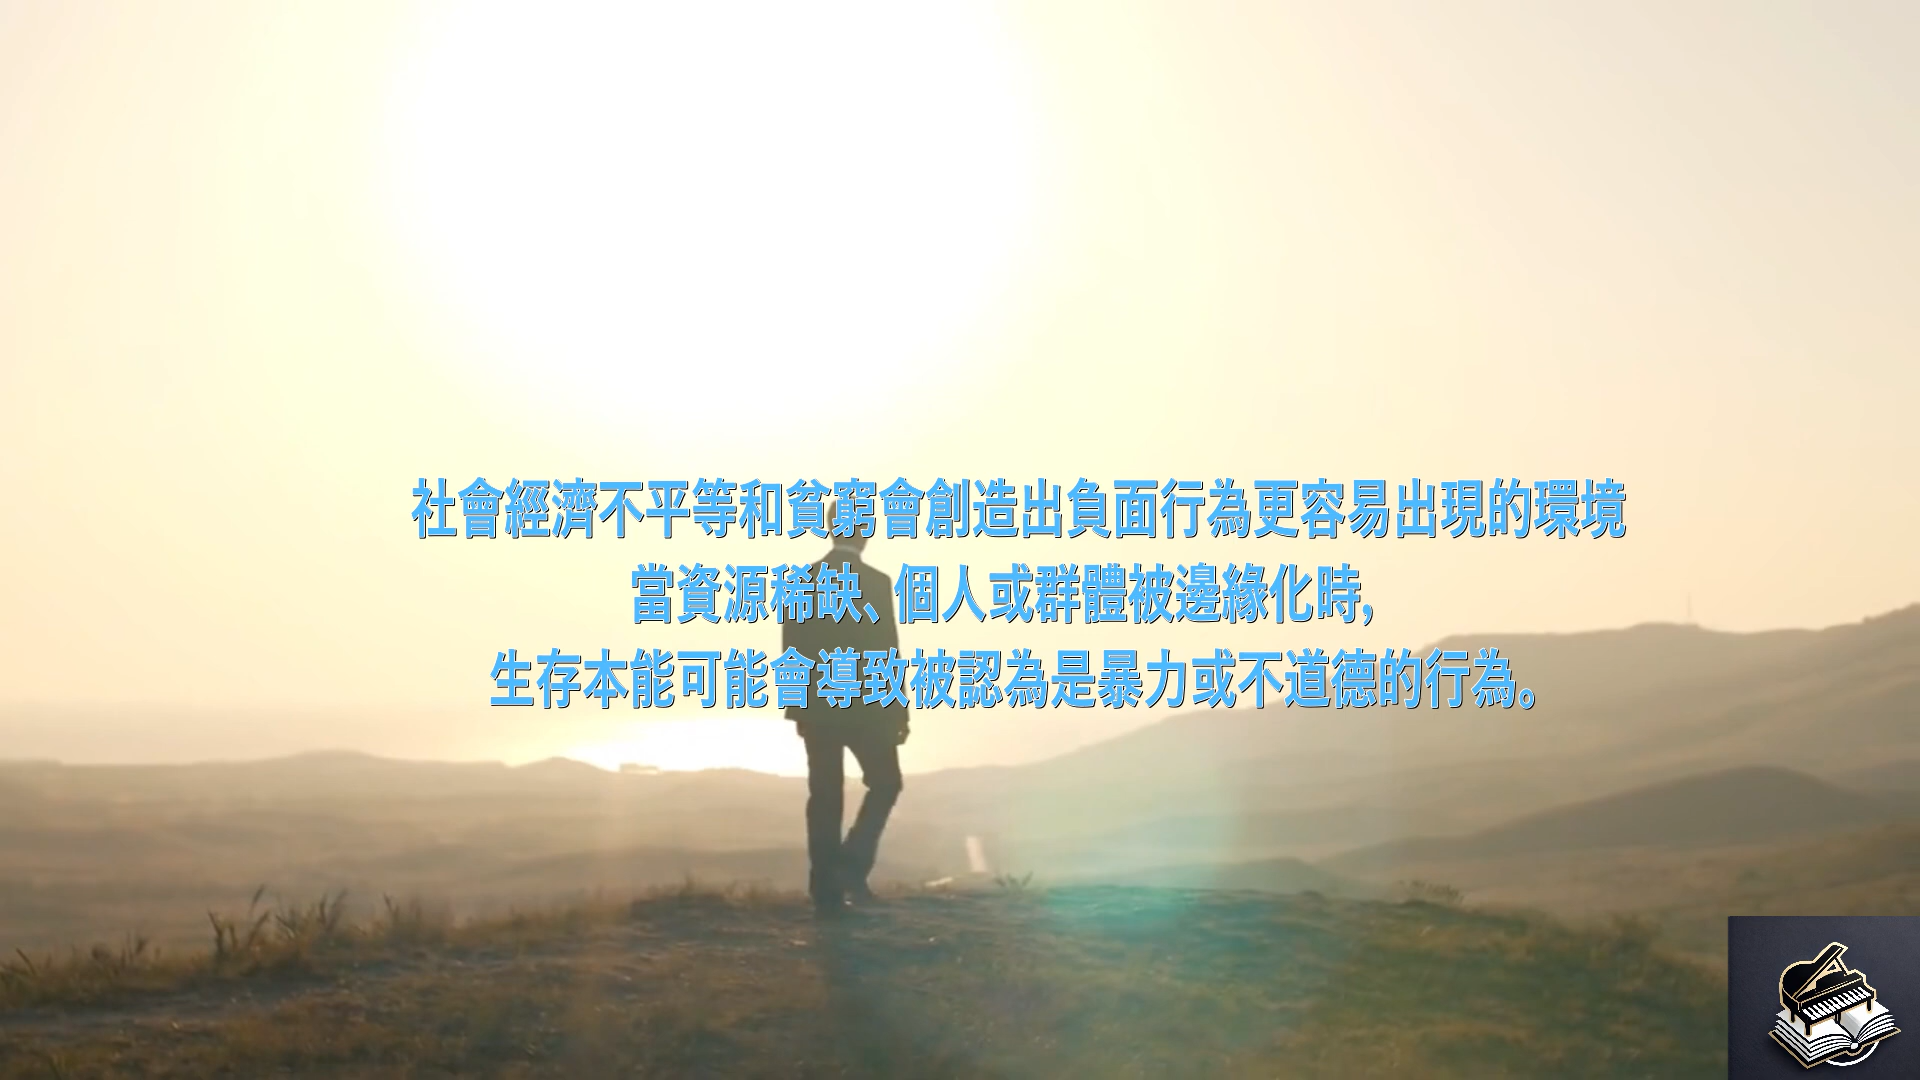 社會經濟不平等和貧窮會創造出負面行為更容易出現的環境
當資源稀缺、個人或群體被邊緣化時,
生存本能可能會導致被認為是暴力或不道德的行為。